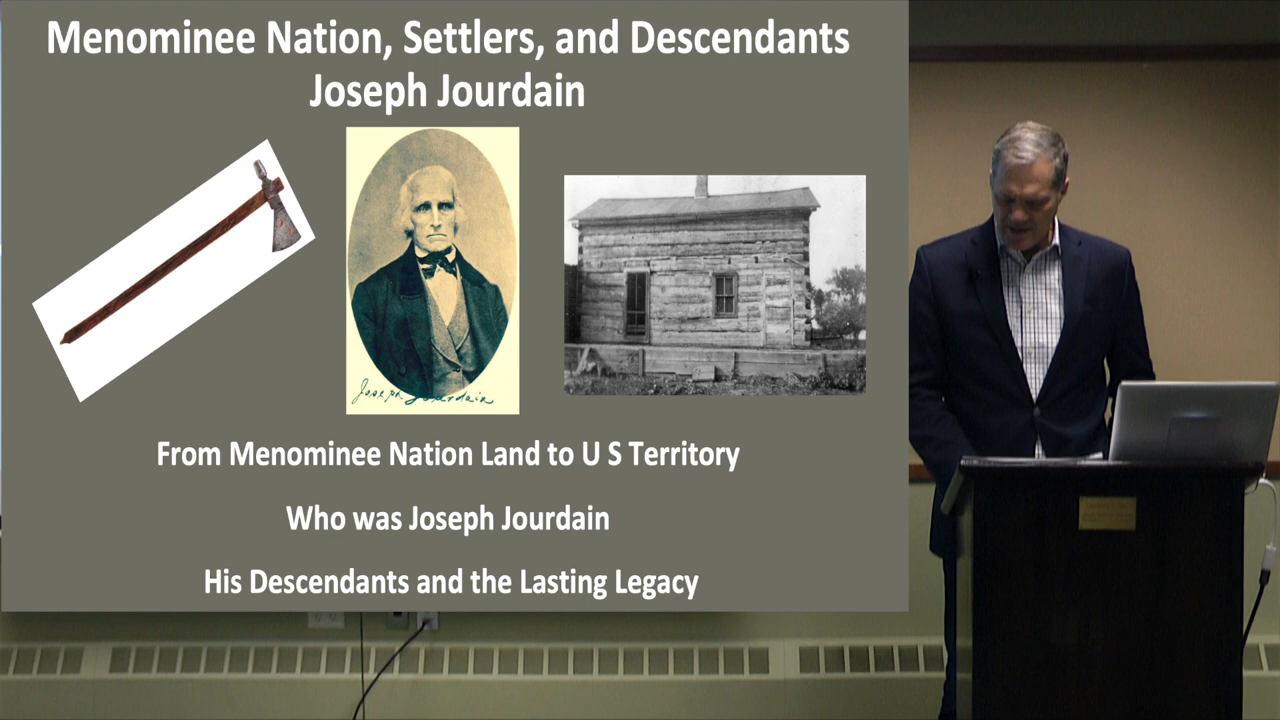 Menominee Nation, Settlers, and Descendants
Joseph Jourdain
Joseph Jourdain
From Menominee Nation Land to U S Territory
Who was Joseph Jourdain
His Descendants and the Lasting Legacy